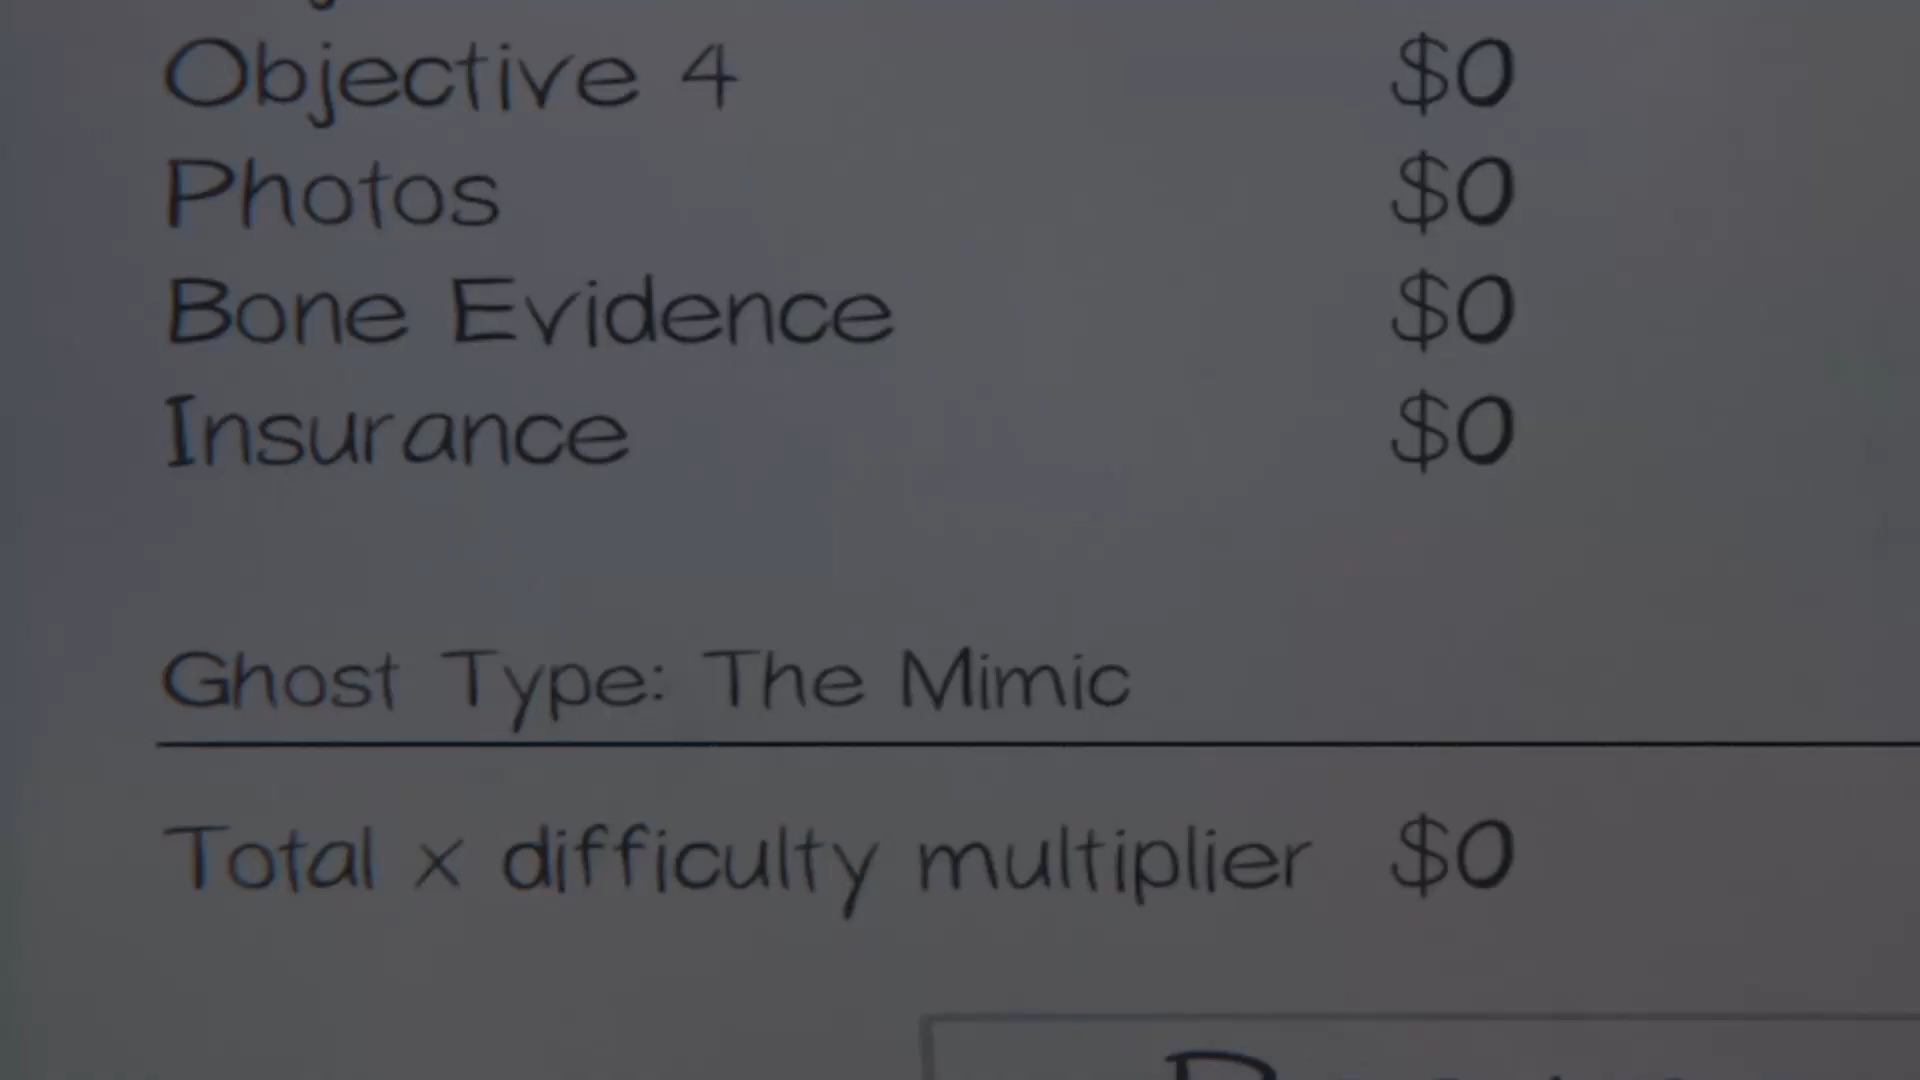 Objective 4 $0
Photos $0
Bone Evidence $0
Insurance $0
Ghost Type: The Mimic
Total x difficulty multiplier $0